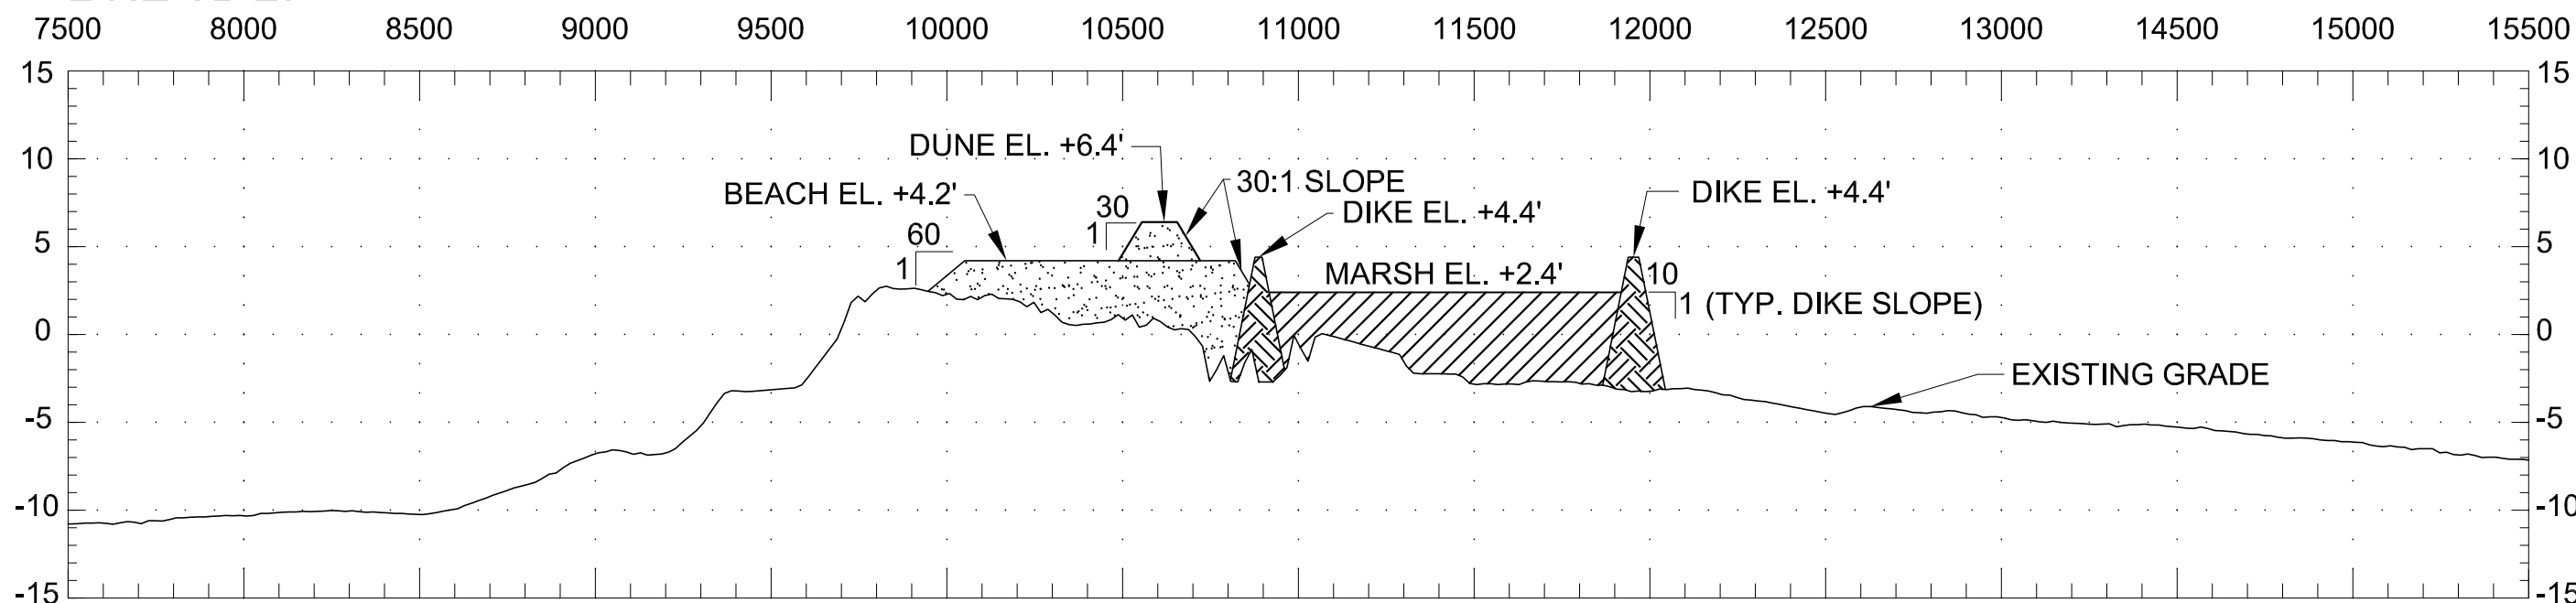 7500 8000 8500 9000 9500 10000 10500 11000 11500 12000 12500 13000 13500 14000 14500 15000 15500
15 15
DUNE EL. +6.4'
10 10
30:1 SLOPE
BEACH EL. +4.2' DIKE EL. +4.4'
30
1
DIKE EL. +4.4'
60
1
5 5
MARSH EL. +2.4' 10
1 (TYP. DIKE SLOPE)
0 0
EXISTING GRADE
-5 -5
-10 -10
-15 -15